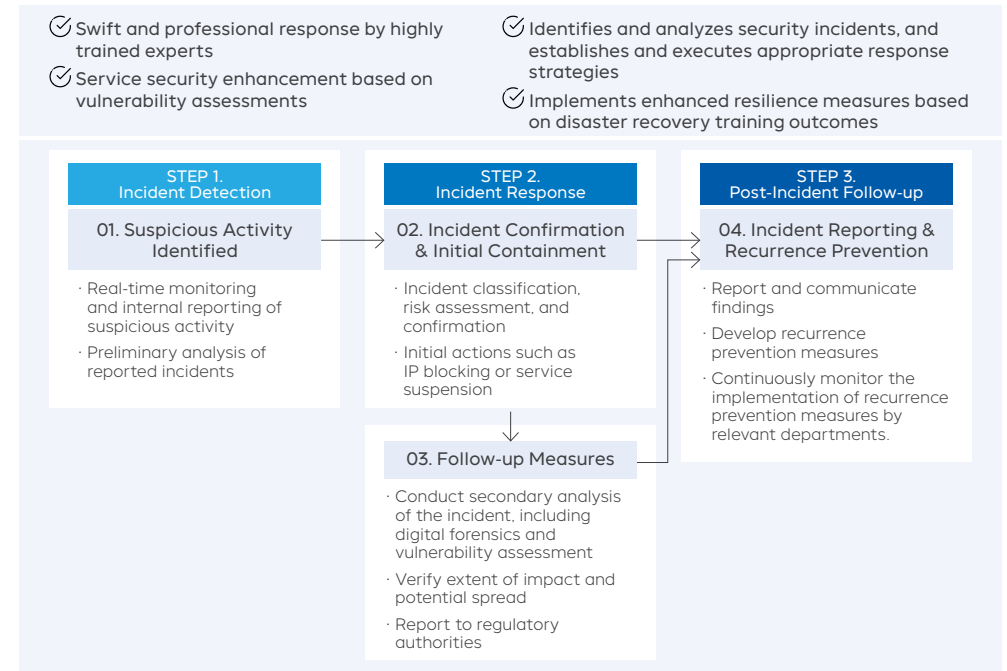 Swift and professional response by highly
trained experts
Service security enhancement based on
vulnerability assessments
Identifies and analyzes security incidents, and
establishes and executes appropriate response
strategies
Implements enhanced resilience measures based
on disaster recovery training outcomes
STEP 1.
Incident Detection
01. Suspicious Activity
Identified
· Real-time monitoring
and internal reporting of
suspicious activity
· Preliminary analysis of
reported incidents
STEP 2.
Incident Response
02. Incident Confirmation
& Initial Containment
· Incident classification,
risk assessment, and
confirmation
· Initial actions such as
IP blocking or service
suspension
03. Follow-up Measures
· Conduct secondary analysis
of the incident, including
digital forensics and
vulnerability assessment
· Verify extent of impact and
potential spread
· Report to regulatory
authorities
STEP 3.
Post-Incident Follow-up
04. Incident Reporting &
Recurrence Prevention
· Report and communicate
findings
· Develop recurrence
prevention measures
· Continuously monitor the
implementation of recurrence
prevention measures by
relevant departments.